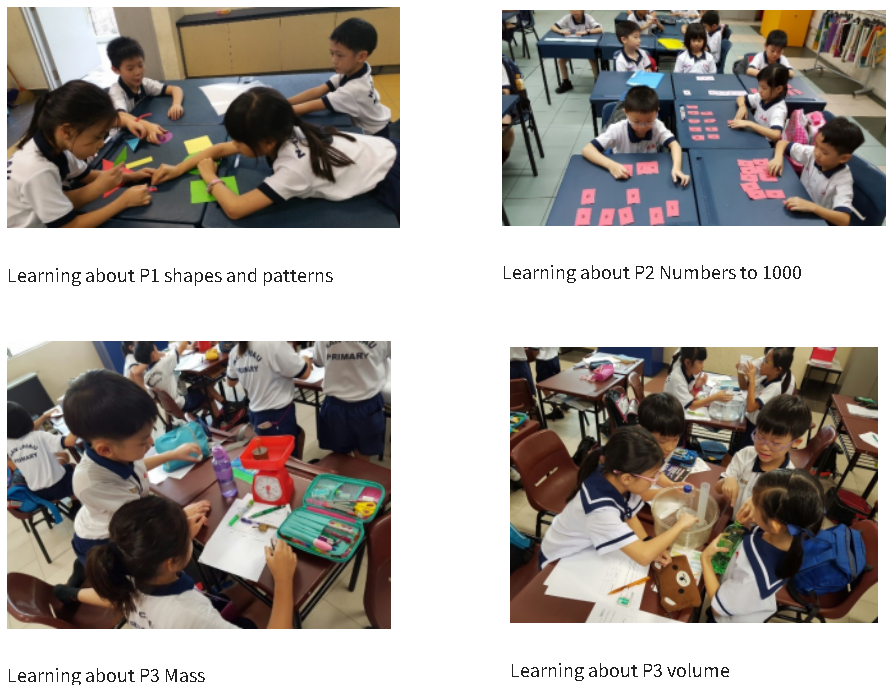 Learning about P1 shapes and patterns
Learning about P2 Numbers to 1000
PRIMARY
PRIMARY
PRIMARY
Learning about P3 Mass
Learning about P3 volume